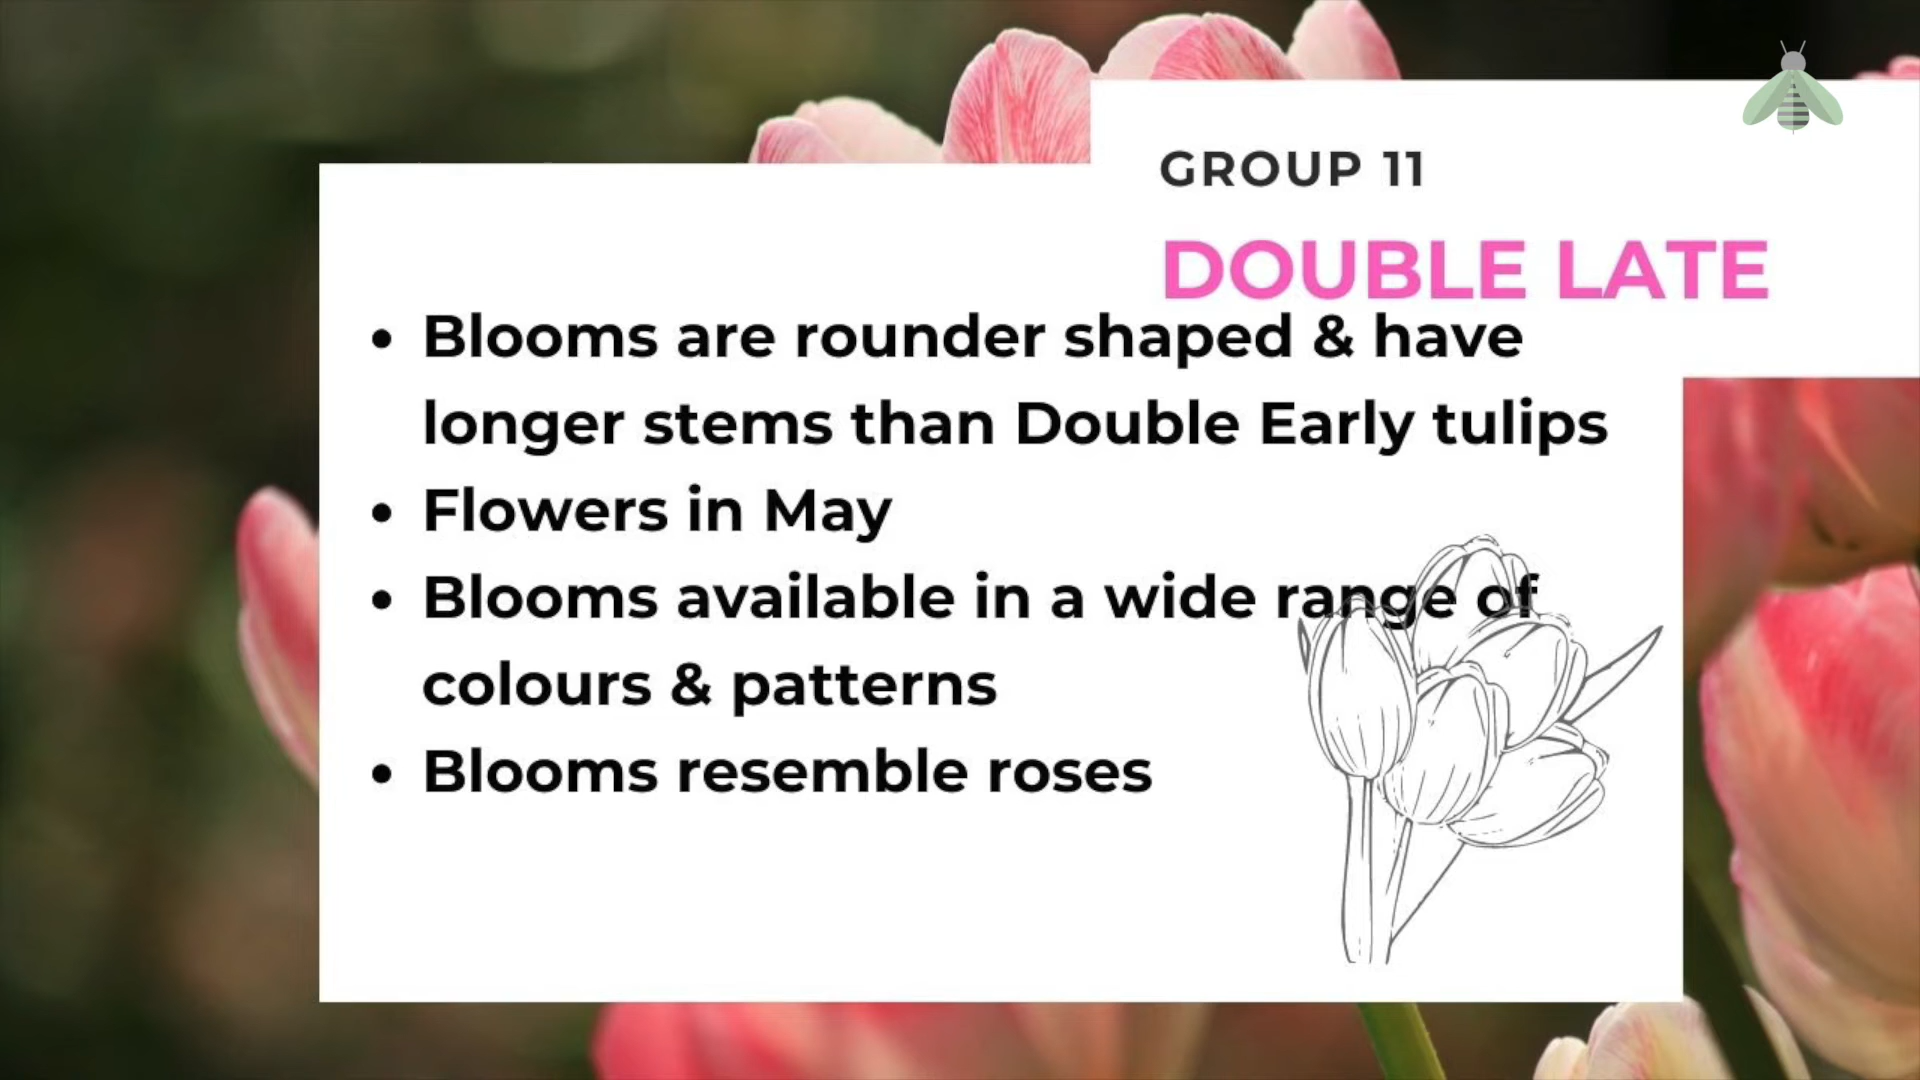 GROUP 11
DOUBLE LATE
• Blooms are rounder shaped & have
longer stems than Double Early tulips
• Flowers in May
• Blooms available in a wide range of
colours & patterns
• Blooms resemble roses